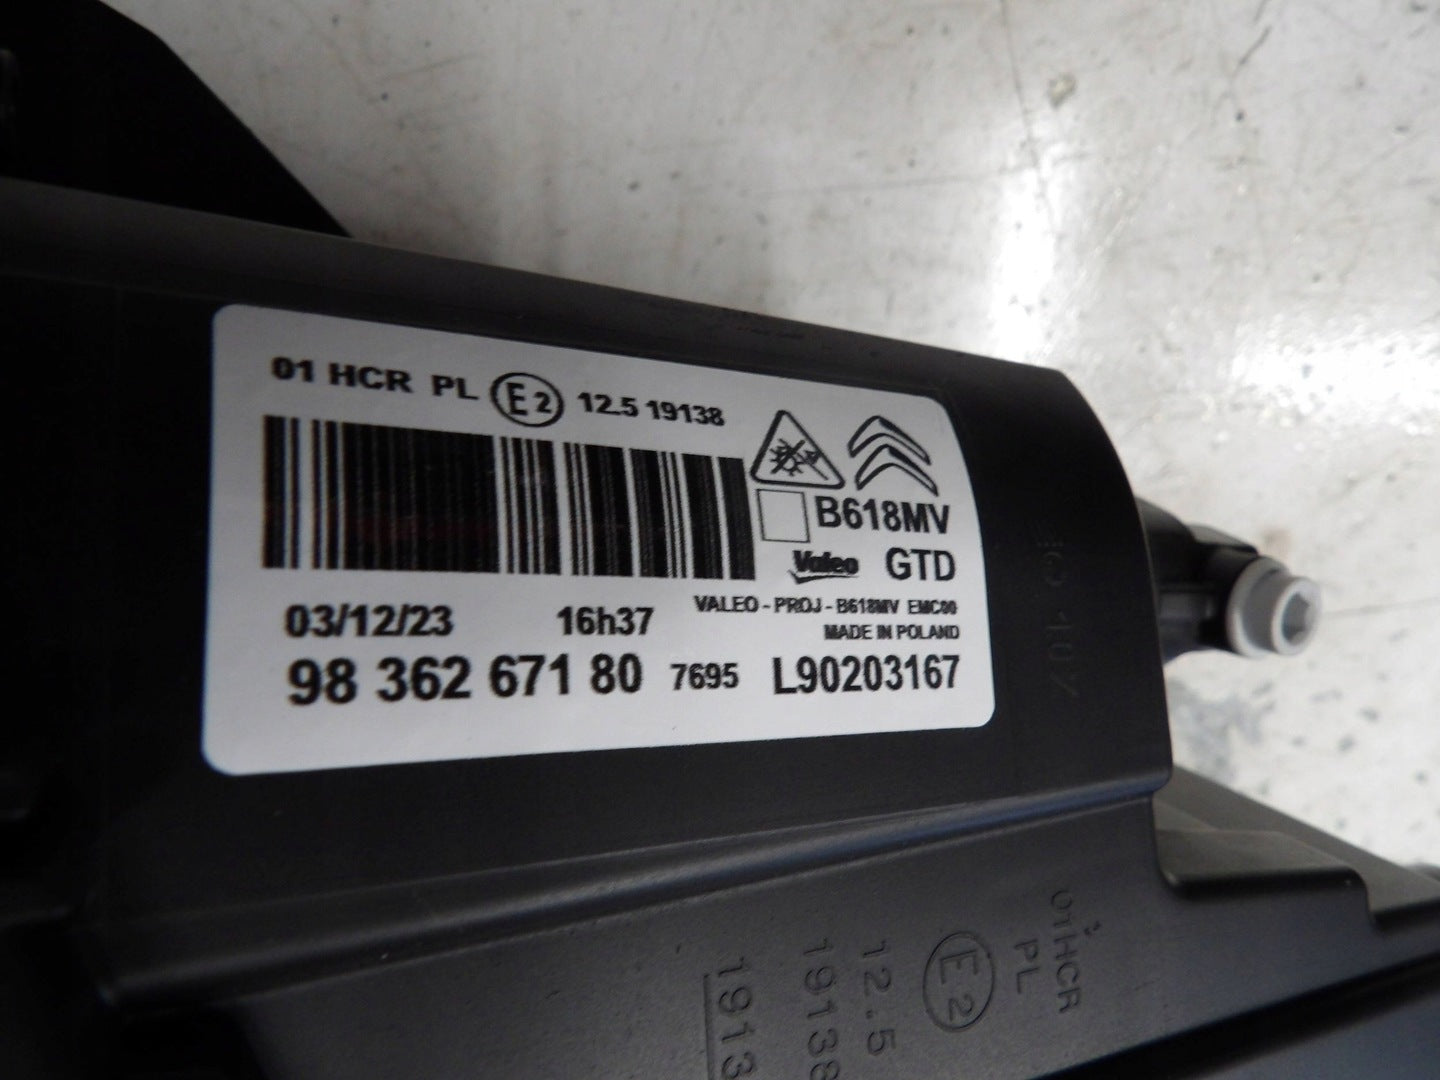 01 HCR PL E2 12.5 19138
B618MV
Valeo GTD
VALEO - PROJ - B618MV EMC00
MADE IN POLAND
03/12/23 16h37
98 362 671 80 7695 L90203167
01HCR
PL
E2
12.5
19138
1913